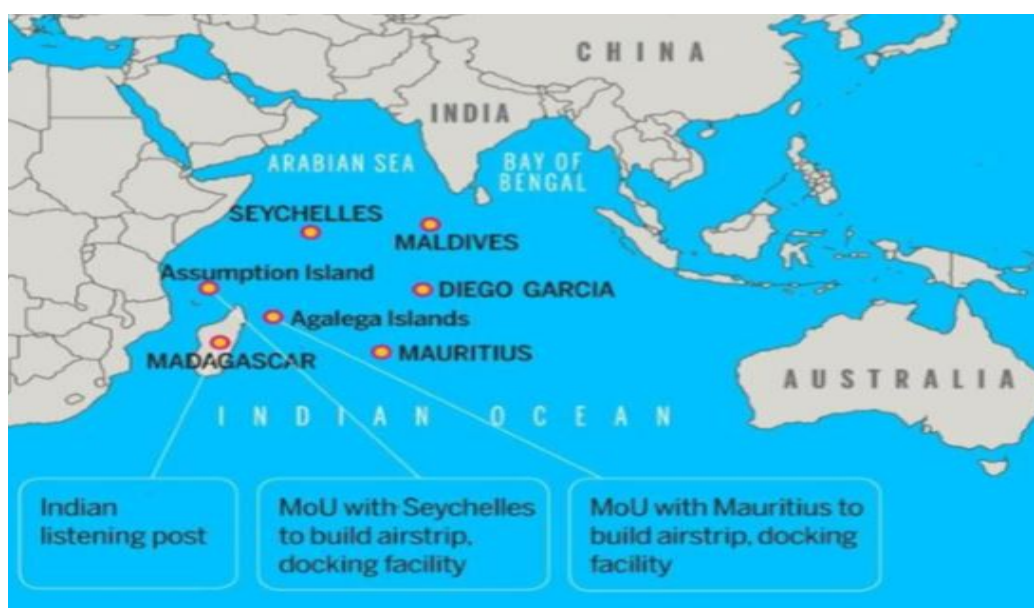 CHINA
INDIA
ARABIAN SEA
BAY OF
BENGAL
SEYCHELLES
MALDIVES
Assumption Island
DIEGO GARCIA
Agalega Islands
MADAGASCAR
MAURITIUS
AUSTRALIA
INDIAN OCEAN
Indian
listening post
MoU with Seychelles
to build airstrip,
docking facility
MoU with Mauritius to
build airstrip, docking
facility